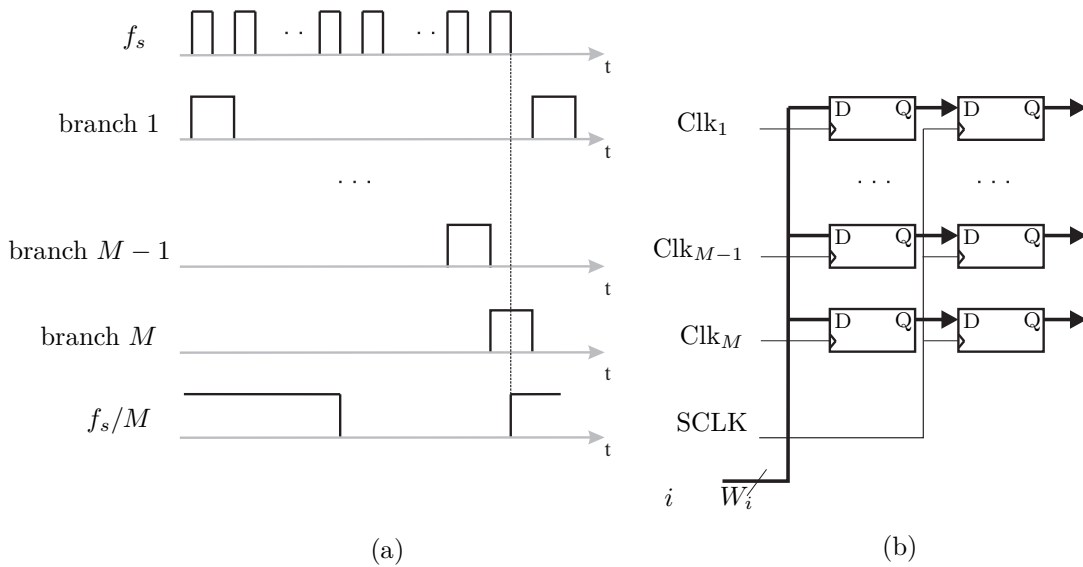 f_s
. .
. .
t
branch 1
t
. . .
branch M − 1
t
branch M
t
f_s/M
t
(a)
D Q
D Q
Clk_1
. . .
. . .
D Q
D Q
Clk_{M−1}
D Q
D Q
Clk_M
SCLK
i
W_i
(b)